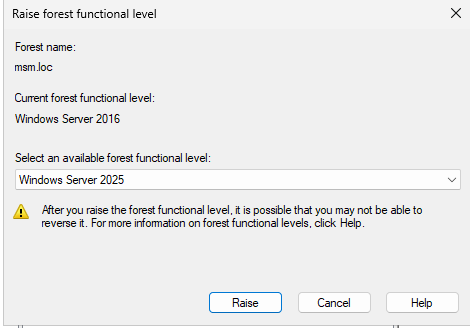 Raise forest functional level
Forest name:
msm.loc
Current forest functional level:
Windows Server 2016
Select an available forest functional level:
Windows Server 2025
After you raise the forest functional level, it is possible that you may not be able to
reverse it. For more information on forest functional levels, click Help.
Raise
Cancel
Help